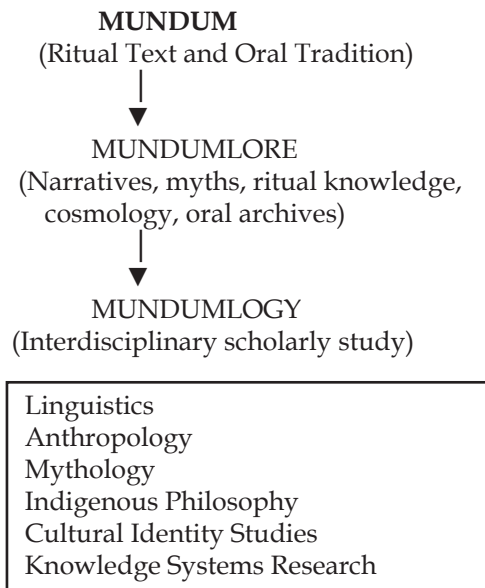 MUNDUM
(Ritual Text and Oral Tradition)
MUNDUMLORE
(Narratives, myths, ritual knowledge,
cosmology, oral archives)
MUNDUMLOGY
(Interdisciplinary scholarly study)
Linguistics
Anthropology
Mythology
Indigenous Philosophy
Cultural Identity Studies
Knowledge Systems Research